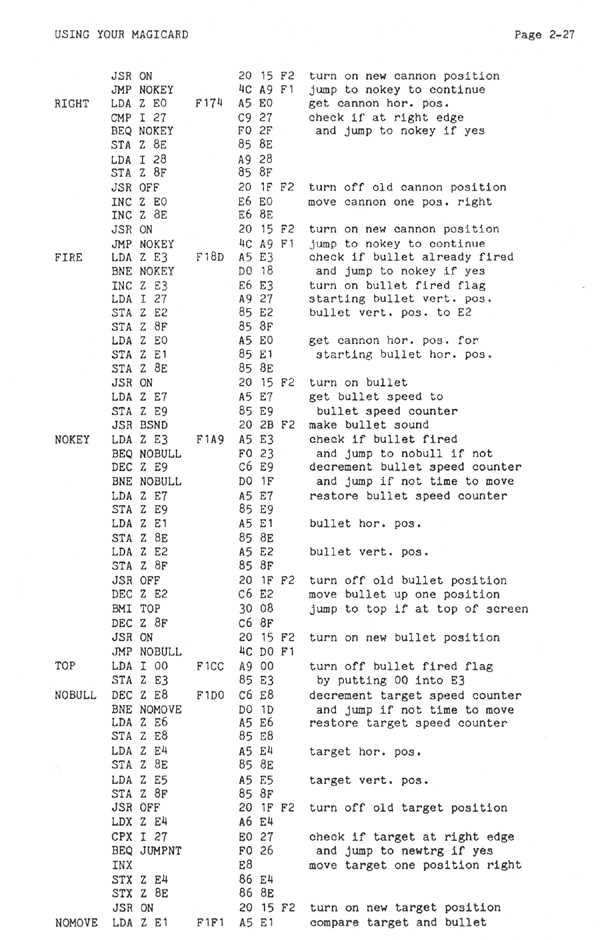 USING YOUR MAGICARD Page 2-27
JSR ON 20 15 F2 turn on new cannon position
JMP NOKEY 4C A9 F1 jump to nokey to continue
RIGHT LDA Z E0 F174 A5 E0 get cannon hor. pos.
CMP I 27 C9 27 check if at right edge
BEQ NOKEY F0 2F and jump to nokey if yes
STA Z 8E 85 8E
LDA I 28 A9 28
STA Z 8F 85 8F
JSR OFF 20 1F F2 turn off old cannon position
INC Z E0 E6 E0 move cannon one pos. right
INC Z 8E E6 8E
JSR ON 20 15 F2 turn on new cannon position
JMP NOKEY 4C A9 F1 jump to nokey to continue
FIRE LDA Z E3 F18D A5 E3 check if bullet already fired
BNE NOKEY D0 18 and jump to nokey if yes
INC Z E3 E6 E3 turn on bullet fired flag
LDA I 27 A9 27 starting bullet vert. pos.
STA Z E2 85 E2 bullet vert. pos. to E2
STA Z 8F 85 8F
LDA Z E0 A5 E0 get cannon hor. pos. for
STA Z E1 85 E1 starting bullet hor. pos.
STA Z 8E 85 8E
JSR ON 20 15 F2 turn on bullet
LDA Z E7 A5 E7 get bullet speed to
STA Z E9 85 E9 bullet speed counter
JSR BSND 20 2B F2 make bullet sound
NOKEY LDA Z E3 F1A9 A5 E3 check if bullet fired
BEQ NOBULL F0 23 and jump to nobull if not
DEC Z E9 C6 E9 decrement bullet speed counter
BNE NOBULL D0 1F and jump if not time to move
LDA Z E7 A5 E7 restore bullet speed counter
STA Z E9 85 E9
LDA Z E1 A5 E1 bullet hor. pos.
STA Z 8E 85 8E
LDA Z E2 A5 E2 bullet vert. pos.
STA Z 8F 85 8F
JSR OFF 20 1F F2 turn off old bullet position
DEC Z E2 C6 E2 move bullet up one position
BMI TOP 30 08 jump to top if at top of screen
DEC Z 8F C6 8F
JSR ON 20 15 F2 turn on new bullet position
JMP NOBULL 4C D0 F1
TOP LDA I 00 F1CC A9 00 turn off bullet fired flag
STA Z E3 85 E3 by putting 00 into E3
NOBULL DEC Z E8 F1D0 C6 E8 decrement target speed counter
BNE NOMOVE D0 1D and jump if not time to move
LDA Z E6 A5 E6 restore target speed counter
STA Z E8 85 E8
LDA Z E4 A5 E4 target hor. pos.
STA Z 8E 85 8E
LDA Z E5 A5 E5 target vert. pos.
STA Z 8F 85 8F
JSR OFF 20 1F F2 turn off old target position
LDX Z E4 A6 E4
CPX I 27 E0 27 check if target at right edge
BEQ JUMPNT F0 26 and jump to newtrg if yes
INX E8 move target one position right
STX Z E4 86 E4
STX Z 8E 86 8E
JSR ON 20 15 F2 turn on new target position
NOMOVE LDA Z E1 F1F1 A5 E1 compare target and bullet